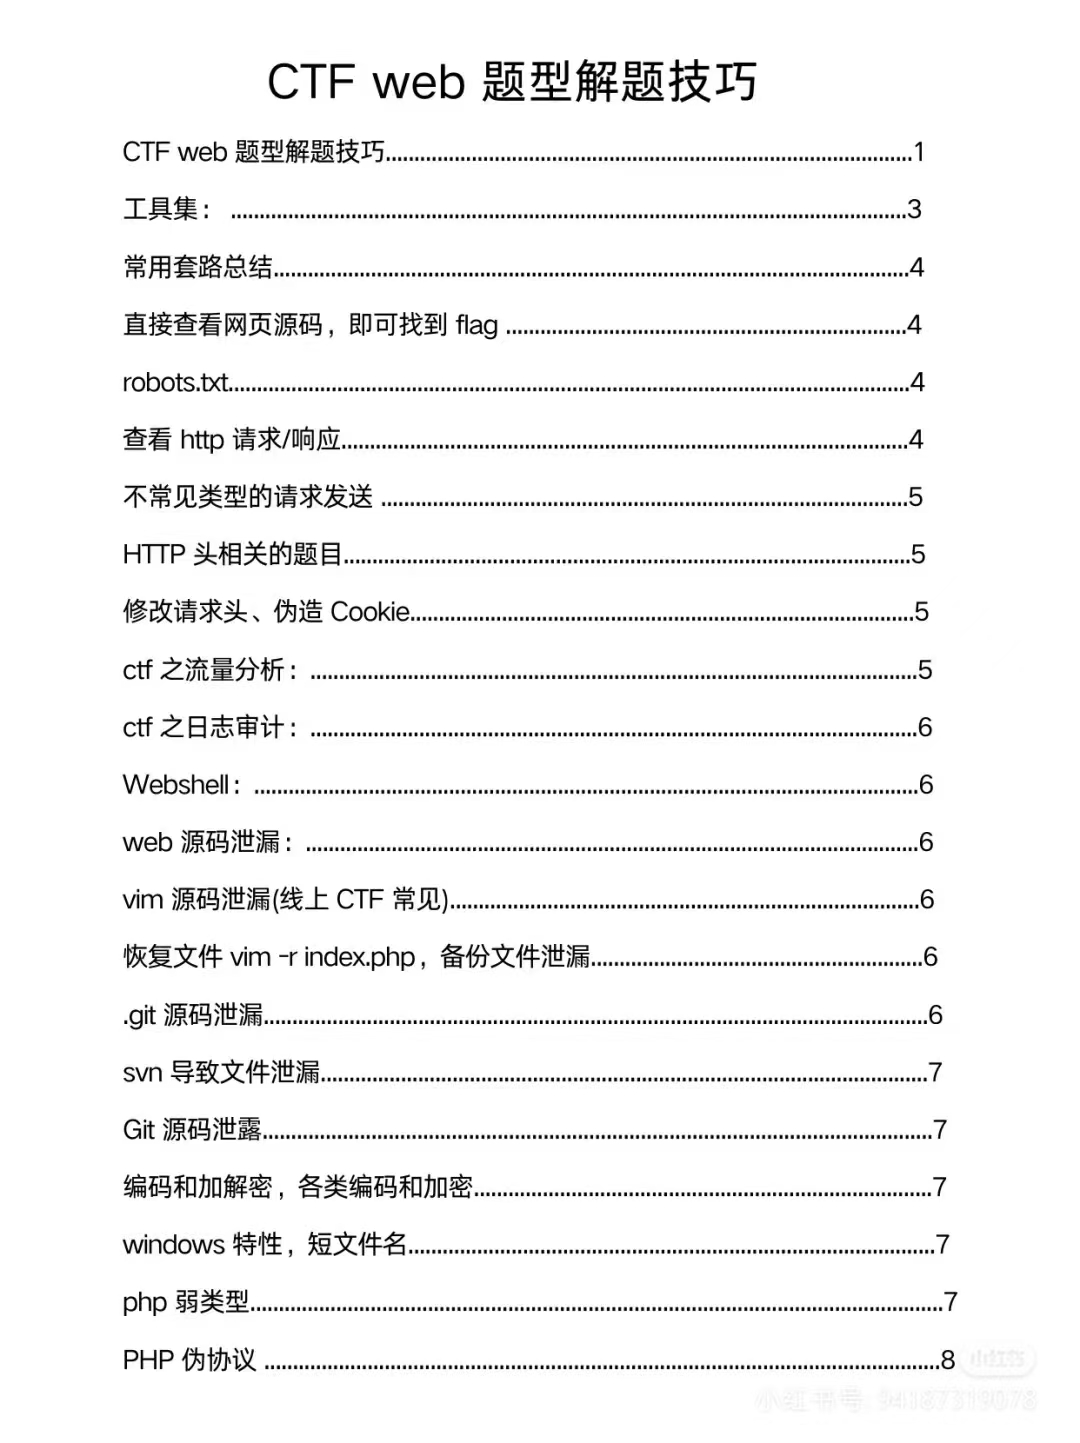 CTF web 题型解题技巧
CTF web 题型解题技巧........................................1
工具集： ........................................3
常用套路总结........................................4
直接查看网页源码，即可找到 flag ........................................4
robots.txt........................................4
查看 http 请求/响应........................................4
不常见类型的请求发送 ........................................5
HTTP 头相关的题目........................................5
修改请求头、伪造 Cookie........................................5
ctf 之流量分析： ........................................5
ctf 之日志审计： ........................................6
Webshell： ........................................6
web 源码泄漏： ........................................6
vim 源码泄漏(线上 CTF 常见)........................................6
恢复文件 vim -r index.php，备份文件泄漏........................................6
.git 源码泄漏........................................6
svn 导致文件泄漏........................................7
Git 源码泄露........................................7
编码和加解密，各类编码和加密........................................7
windows 特性，短文件名........................................7
php 弱类型........................................7
PHP 伪协议 ........................................8
小红书
小红书号: 94187319078